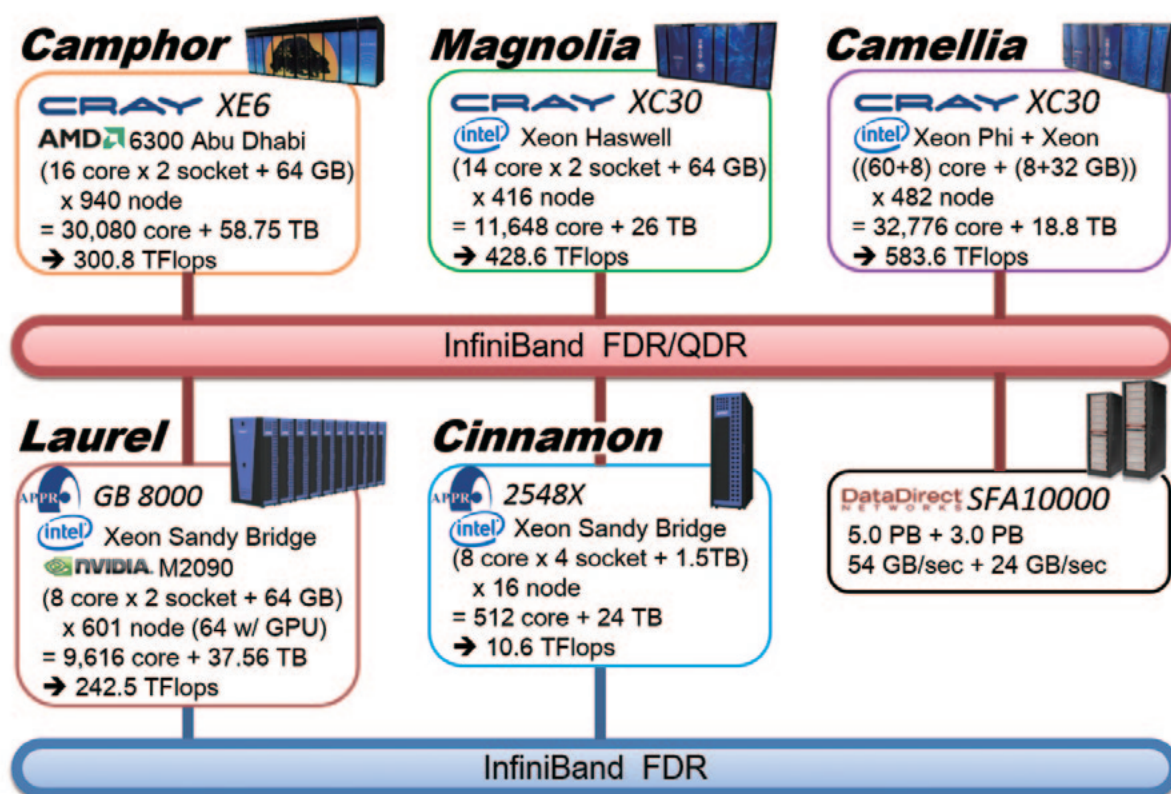 Camphor
CRAY XE6
AMD 6300 Abu Dhabi
(16 core x 2 socket + 64 GB)
x 940 node
= 30,080 core + 58.75 TB
➔ 300.8 TFlops
Magnolia
CRAY XC30
intel Xeon Haswell
(14 core x 2 socket + 64 GB)
x 416 node
= 11,648 core + 26 TB
➔ 428.6 TFlops
Camellia
CRAY XC30
intel Xeon Phi + Xeon
((60+8) core + (8+32 GB))
x 482 node
= 32,776 core + 18.8 TB
➔ 583.6 TFlops
InfiniBand FDR/QDR
Laurel
APPRO GB 8000
intel Xeon Sandy Bridge
NVIDIA. M2090
(8 core x 2 socket + 64 GB)
x 601 node (64 w/ GPU)
= 9,616 core + 37.56 TB
➔ 242.5 TFlops
Cinnamon
APPRO 2548X
intel Xeon Sandy Bridge
(8 core x 4 socket + 1.5TB)
x 16 node
= 512 core + 24 TB
➔ 10.6 TFlops
DataDirect NETWORKS SFA10000
5.0 PB + 3.0 PB
54 GB/sec + 24 GB/sec
InfiniBand FDR